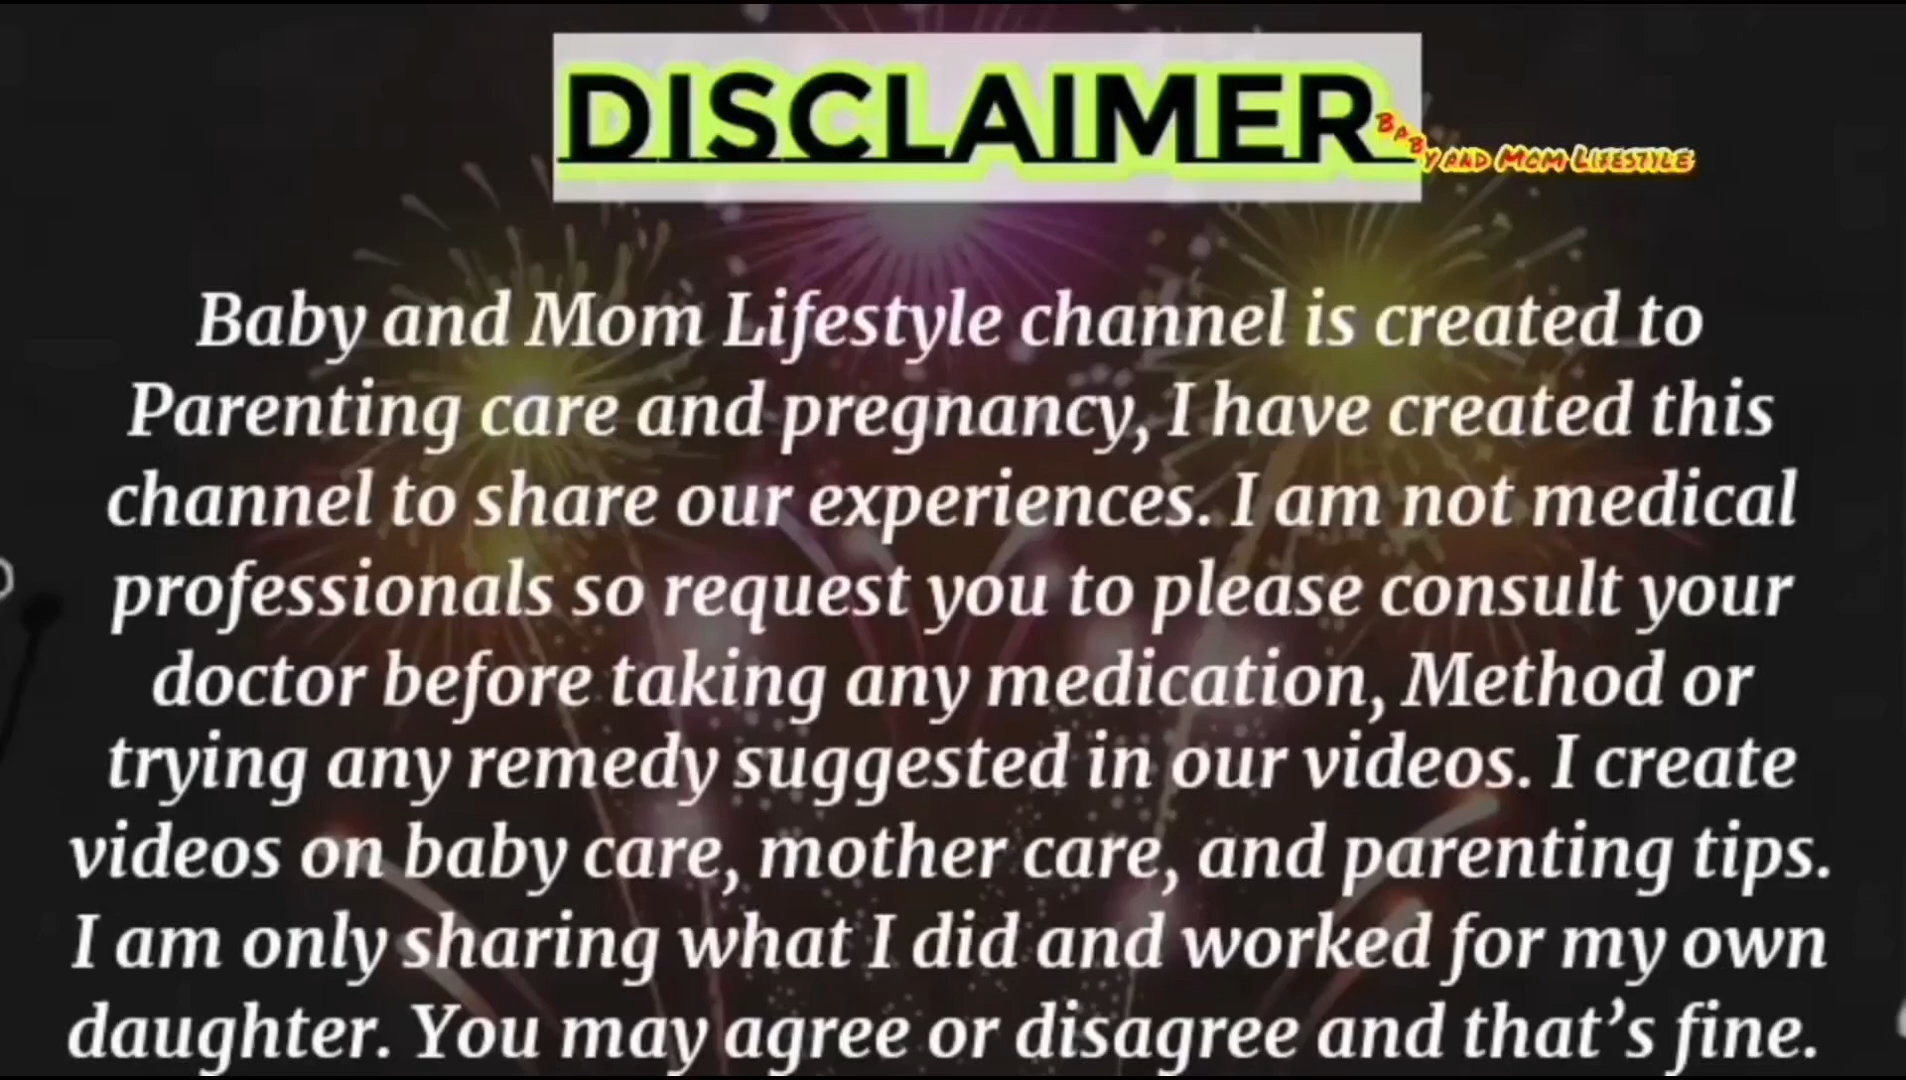 DISCLAIMER
Baby and Mom Lifestyle
Baby and Mom Lifestyle channel is created to
Parenting care and pregnancy, I have created this
channel to share our experiences. I am not medical
professionals so request you to please consult your
doctor before taking any medication, Method or
trying any remedy suggested in our videos. I create
videos on baby care, mother care, and parenting tips.
I am only sharing what I did and worked for my own
daughter. You may agree or disagree and that's fine.